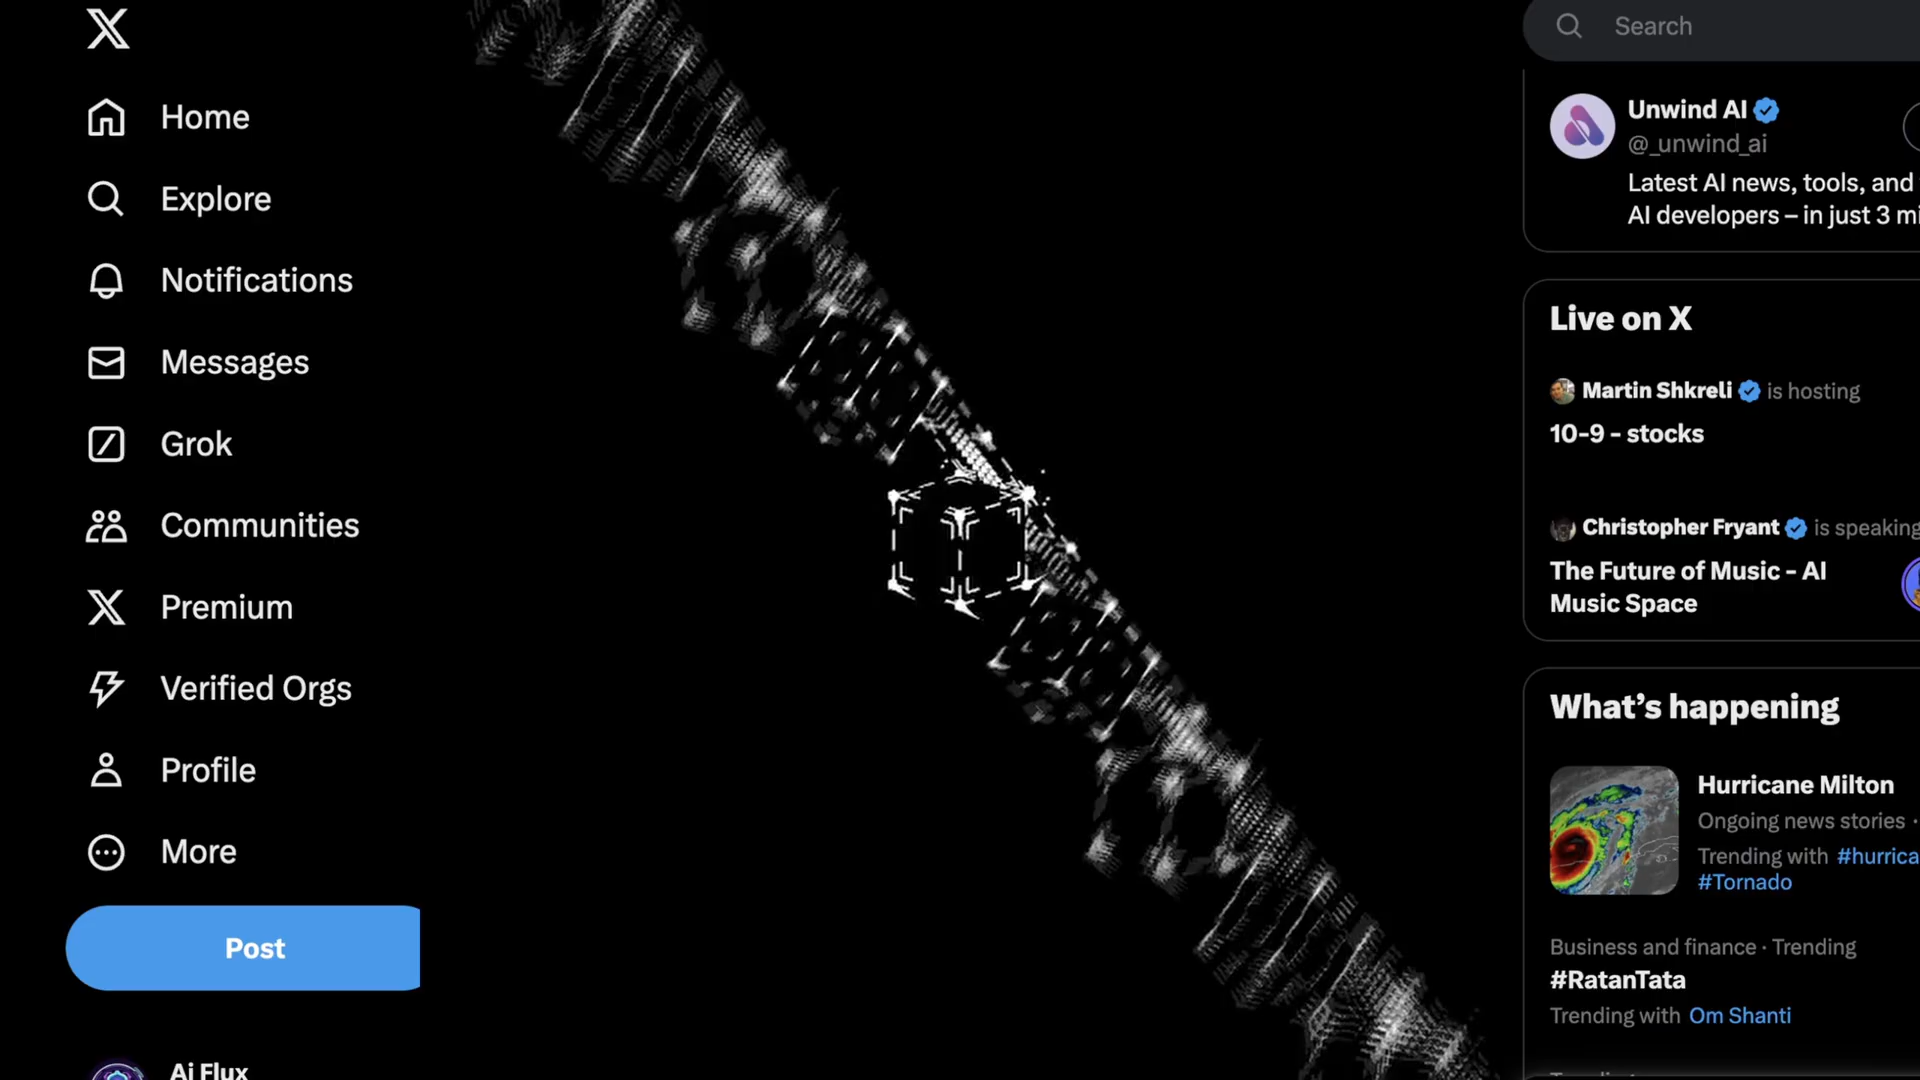 Home
Explore
Notifications
Messages
Grok
Communities
Premium
Verified Orgs
Profile
More
Post
Ai Flux
Search
Unwind AI
@_unwind_ai
Latest AI news, tools, and
AI developers – in just 3
Live on X
Martin Shkreli is hosting
10-9 - stocks
Christopher Fryant is speaking
The Future of Music - AI
Music Space
What's happening
Hurricane Milton
Ongoing news stories ·
Trending with #hurrica
#Tornado
Business and finance · Trending
#RatanTata
Trending with Om Shanti